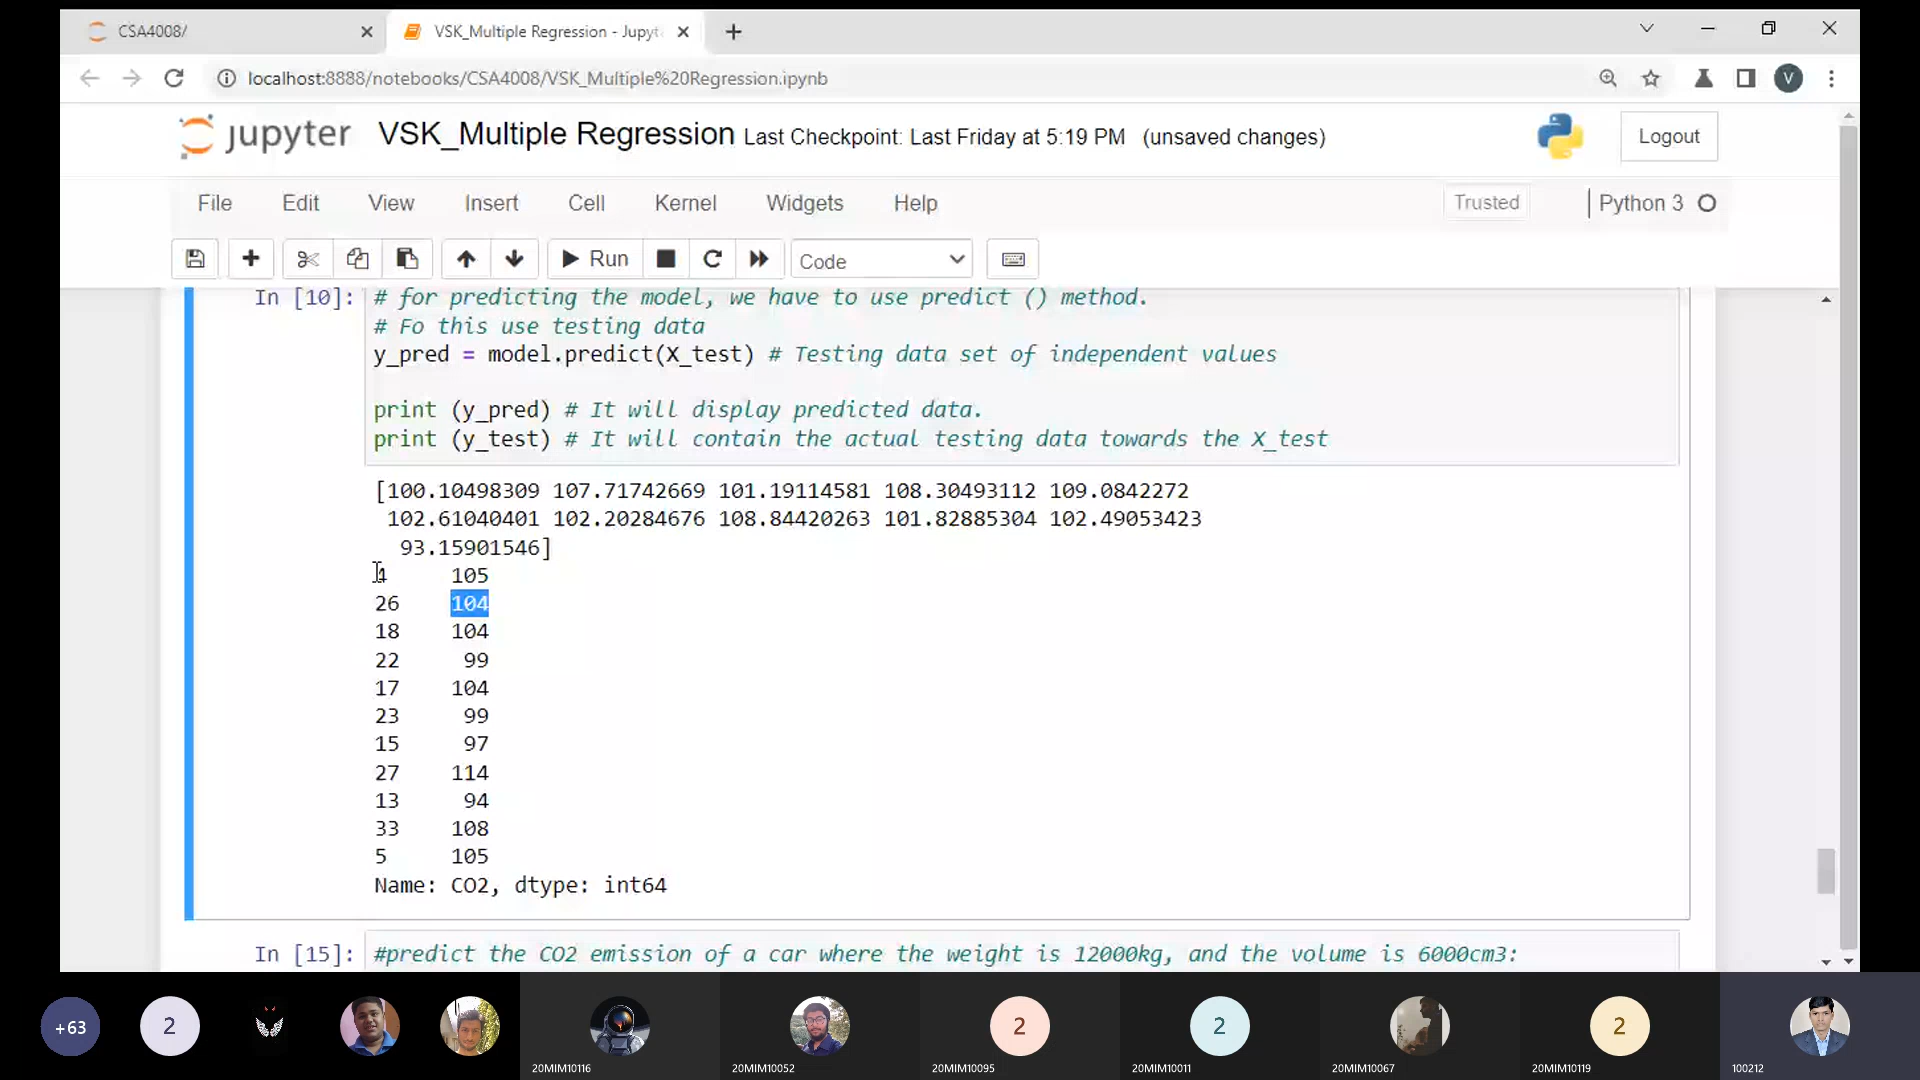 CSA4008/
VSK_Multiple Regression - Jupyt
localhost:8888/notebooks/CSA4008/VSK_Multiple%20Regression.ipynb
V
jupyter VSK_Multiple Regression Last Checkpoint: Last Friday at 5:19 PM (unsaved changes)
Logout
File Edit View Insert Cell Kernel Widgets Help
Trusted
Python 3
Run
Code
In [10]: # for predicting the model, we have to use predict () method.
# Fo this use testing data
y_pred = model.predict(X_test) # Testing data set of independent values
print (y_pred) # It will display predicted data.
print (y_test) # It will contain the actual testing data towards the X_test
[100.10498309 107.71742669 101.19114581 108.30493112 109.0842272
102.61040401 102.20284676 108.84420263 101.82885304 102.49053423
93.15901546]
4 105
26 104
18 104
22 99
17 104
23 99
15 97
27 114
13 94
33 108
5 105
Name: CO2, dtype: int64
In [15]: #predict the CO2 emission of a car where the weight is 12000kg, and the volume is 6000cm3:
+63
2
2
2
2
20MIM10116
20MIM10052
20MIM10095
20MIM10011
20MIM10067
20MIM10119
100212